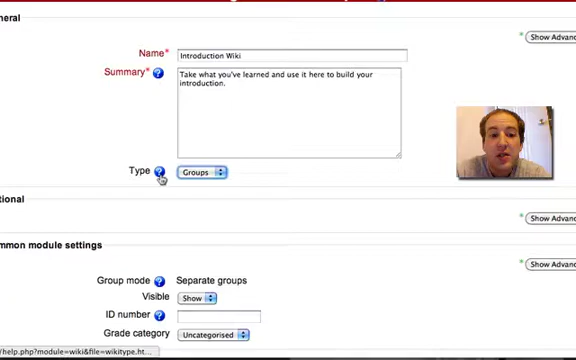 neral
Show Advanc
Name* Introduction Wiki
Summary* Take what you've learned and use it here to build your
introduction.
Type Groups
tional
Show Advanc
mmon module settings
Show Advanc
Group mode Separate groups
Visible Show
ID number
Grade category Uncategorised
/help.php?module=wiki&file=wikitype.ht...